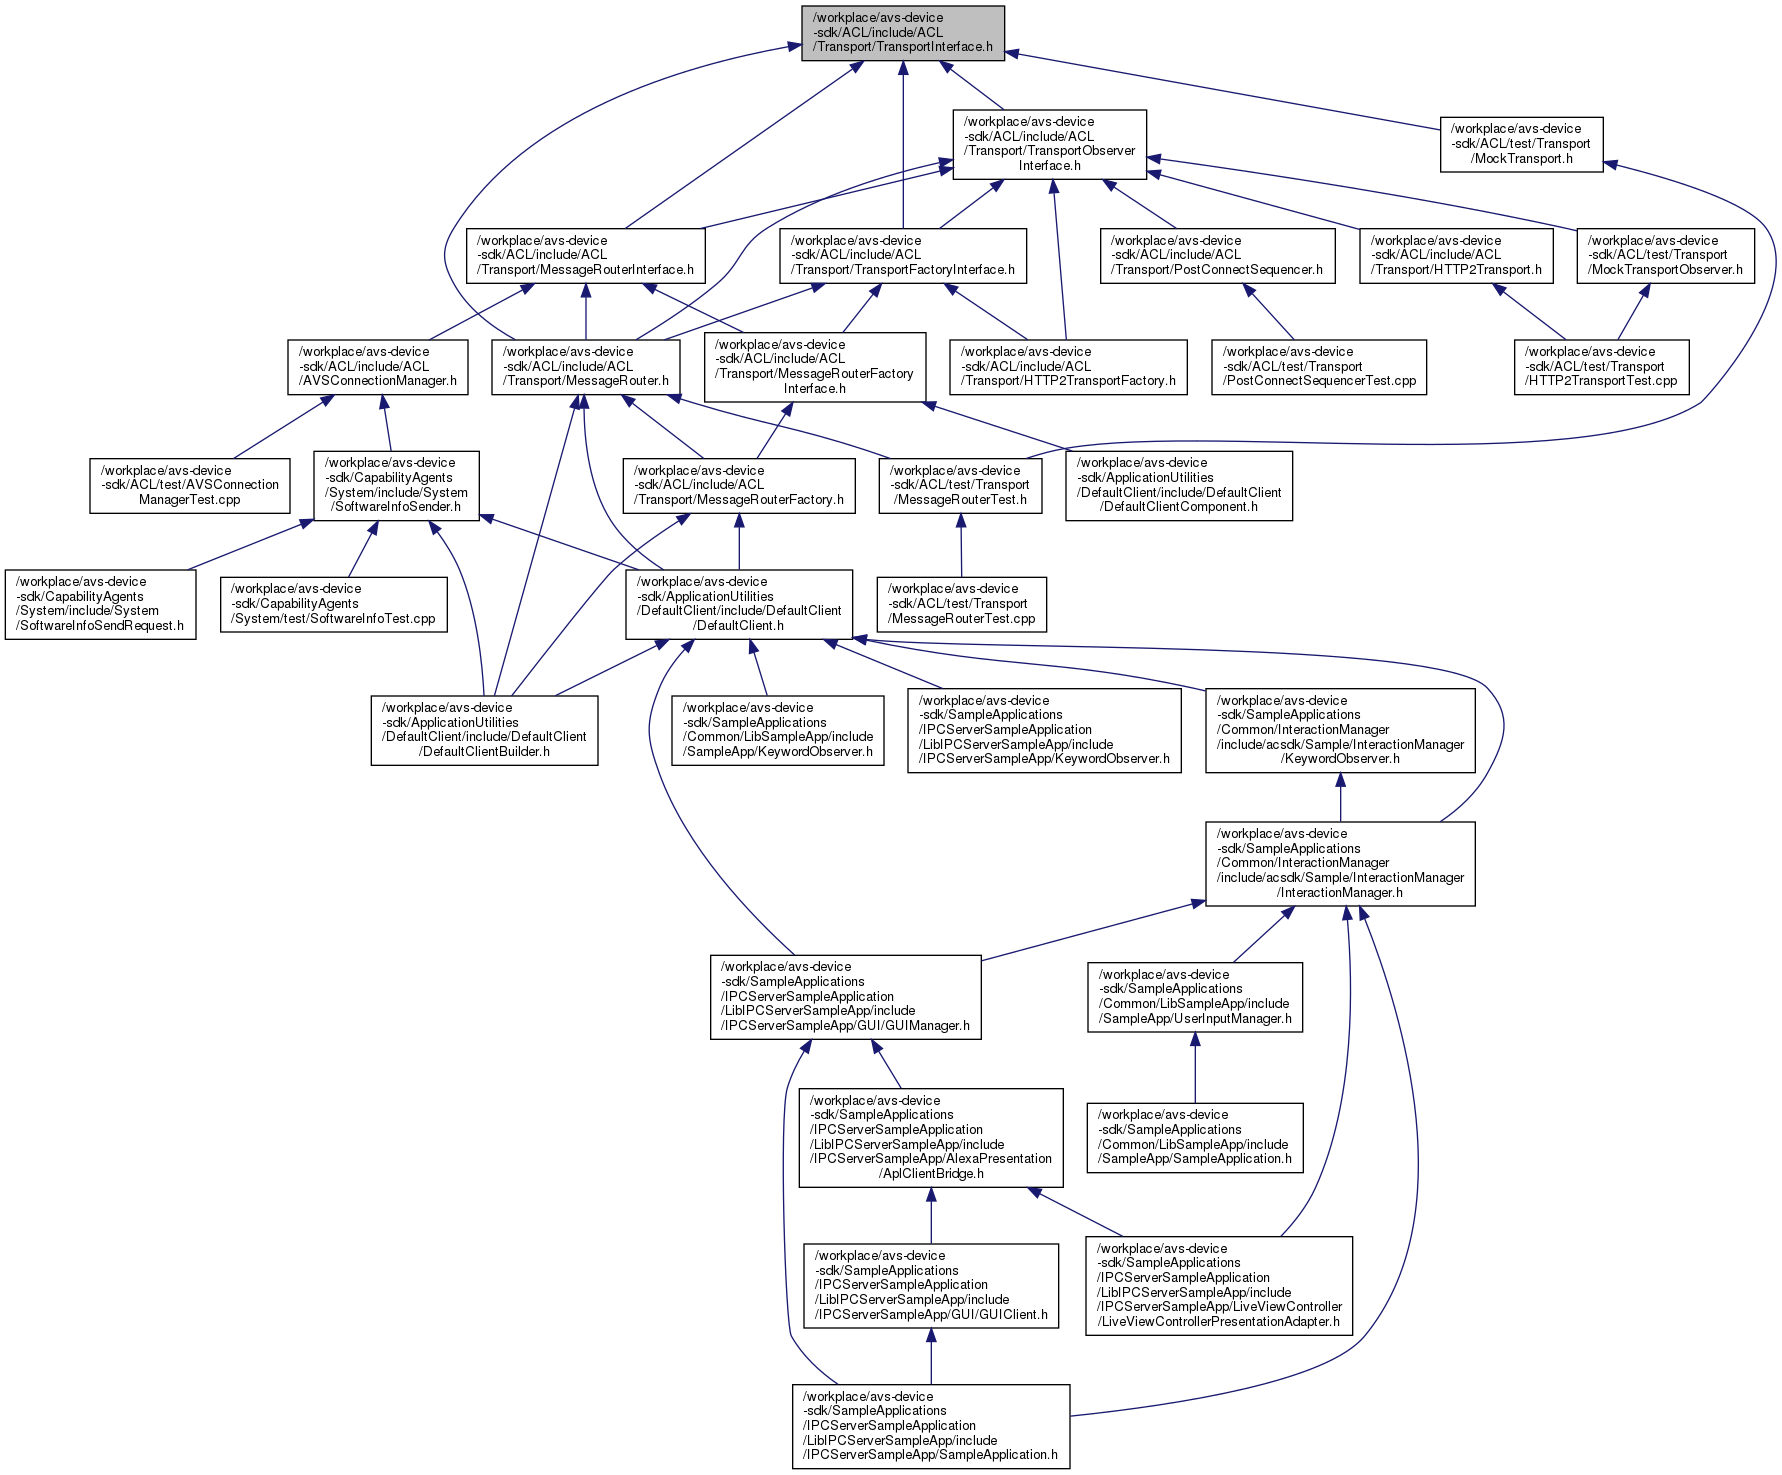 /workplace/avs-device
-sdk/ACL/include/ACL
/Transport/TransportInterface.h
/workplace/avs-device
-sdk/ACL/include/ACL
/Transport/TransportObserver
Interface.h
/workplace/avs-device
-sdk/ACL/test/Transport
/MockTransport.h
/workplace/avs-device
-sdk/ACL/include/ACL
/Transport/MessageRouterInterface.h
/workplace/avs-device
-sdk/ACL/include/ACL
/Transport/TransportFactoryInterface.h
/workplace/avs-device
-sdk/ACL/include/ACL
/Transport/PostConnectSequencer.h
/workplace/avs-device
-sdk/ACL/include/ACL
/Transport/HTTP2Transport.h
/workplace/avs-device
-sdk/ACL/test/Transport
/MockTransportObserver.h
/workplace/avs-device
-sdk/ACL/include/ACL
/AVSConnectionManager.h
/workplace/avs-device
-sdk/ACL/include/ACL
/Transport/MessageRouter.h
/workplace/avs-device
-sdk/ACL/include/ACL
/Transport/MessageRouterFactory
Interface.h
/workplace/avs-device
-sdk/ACL/include/ACL
/Transport/HTTP2TransportFactory.h
/workplace/avs-device
-sdk/ACL/test/Transport
/PostConnectSequencerTest.cpp
/workplace/avs-device
-sdk/ACL/test/Transport
/HTTP2TransportTest.cpp
/workplace/avs-device
-sdk/ACL/test/AVSConnection
ManagerTest.cpp
/workplace/avs-device
-sdk/CapabilityAgents
/System/include/System
/SoftwareInfoSender.h
/workplace/avs-device
-sdk/ACL/include/ACL
/Transport/MessageRouterFactory.h
/workplace/avs-device
-sdk/ACL/test/Transport
/MessageRouterTest.h
/workplace/avs-device
-sdk/ApplicationUtilities
/DefaultClient/include/DefaultClient
/DefaultClientComponent.h
/workplace/avs-device
-sdk/CapabilityAgents
/System/include/System
/SoftwareInfoSendRequest.h
/workplace/avs-device
-sdk/CapabilityAgents
/System/test/SoftwareInfoTest.cpp
/workplace/avs-device
-sdk/ApplicationUtilities
/DefaultClient/include/DefaultClient
/DefaultClient.h
/workplace/avs-device
-sdk/ACL/test/Transport
/MessageRouterTest.cpp
/workplace/avs-device
-sdk/ApplicationUtilities
/DefaultClient/include/DefaultClient
/DefaultClientBuilder.h
/workplace/avs-device
-sdk/SampleApplications
/Common/LibSampleApp/include
/SampleApp/KeywordObserver.h
/workplace/avs-device
-sdk/SampleApplications
/IPCServerSampleApplication
/LibIPCServerSampleApp/include
/IPCServerSampleApp/KeywordObserver.h
/workplace/avs-device
-sdk/SampleApplications
/Common/InteractionManager
/include/acsdk/Sample/InteractionManager
/KeywordObserver.h
/workplace/avs-device
-sdk/SampleApplications
/Common/InteractionManager
/include/acsdk/Sample/InteractionManager
/InteractionManager.h
/workplace/avs-device
-sdk/SampleApplications
/IPCServerSampleApplication
/LibIPCServerSampleApp/include
/IPCServerSampleApp/GUI/GUIManager.h
/workplace/avs-device
-sdk/SampleApplications
/Common/LibSampleApp/include
/SampleApp/UserInputManager.h
/workplace/avs-device
-sdk/SampleApplications
/IPCServerSampleApplication
/LibIPCServerSampleApp/include
/IPCServerSampleApp/AlexaPresentation
/AplClientBridge.h
/workplace/avs-device
-sdk/SampleApplications
/Common/LibSampleApp/include
/SampleApp/SampleApplication.h
/workplace/avs-device
-sdk/SampleApplications
/IPCServerSampleApplication
/LibIPCServerSampleApp/include
/IPCServerSampleApp/GUI/GUIClient.h
/workplace/avs-device
-sdk/SampleApplications
/IPCServerSampleApplication
/LibIPCServerSampleApp/include
/IPCServerSampleApp/LiveViewController
/LiveViewControllerPresentationAdapter.h
/workplace/avs-device
-sdk/SampleApplications
/IPCServerSampleApplication
/LibIPCServerSampleApp/include
/IPCServerSampleApp/SampleApplication.h